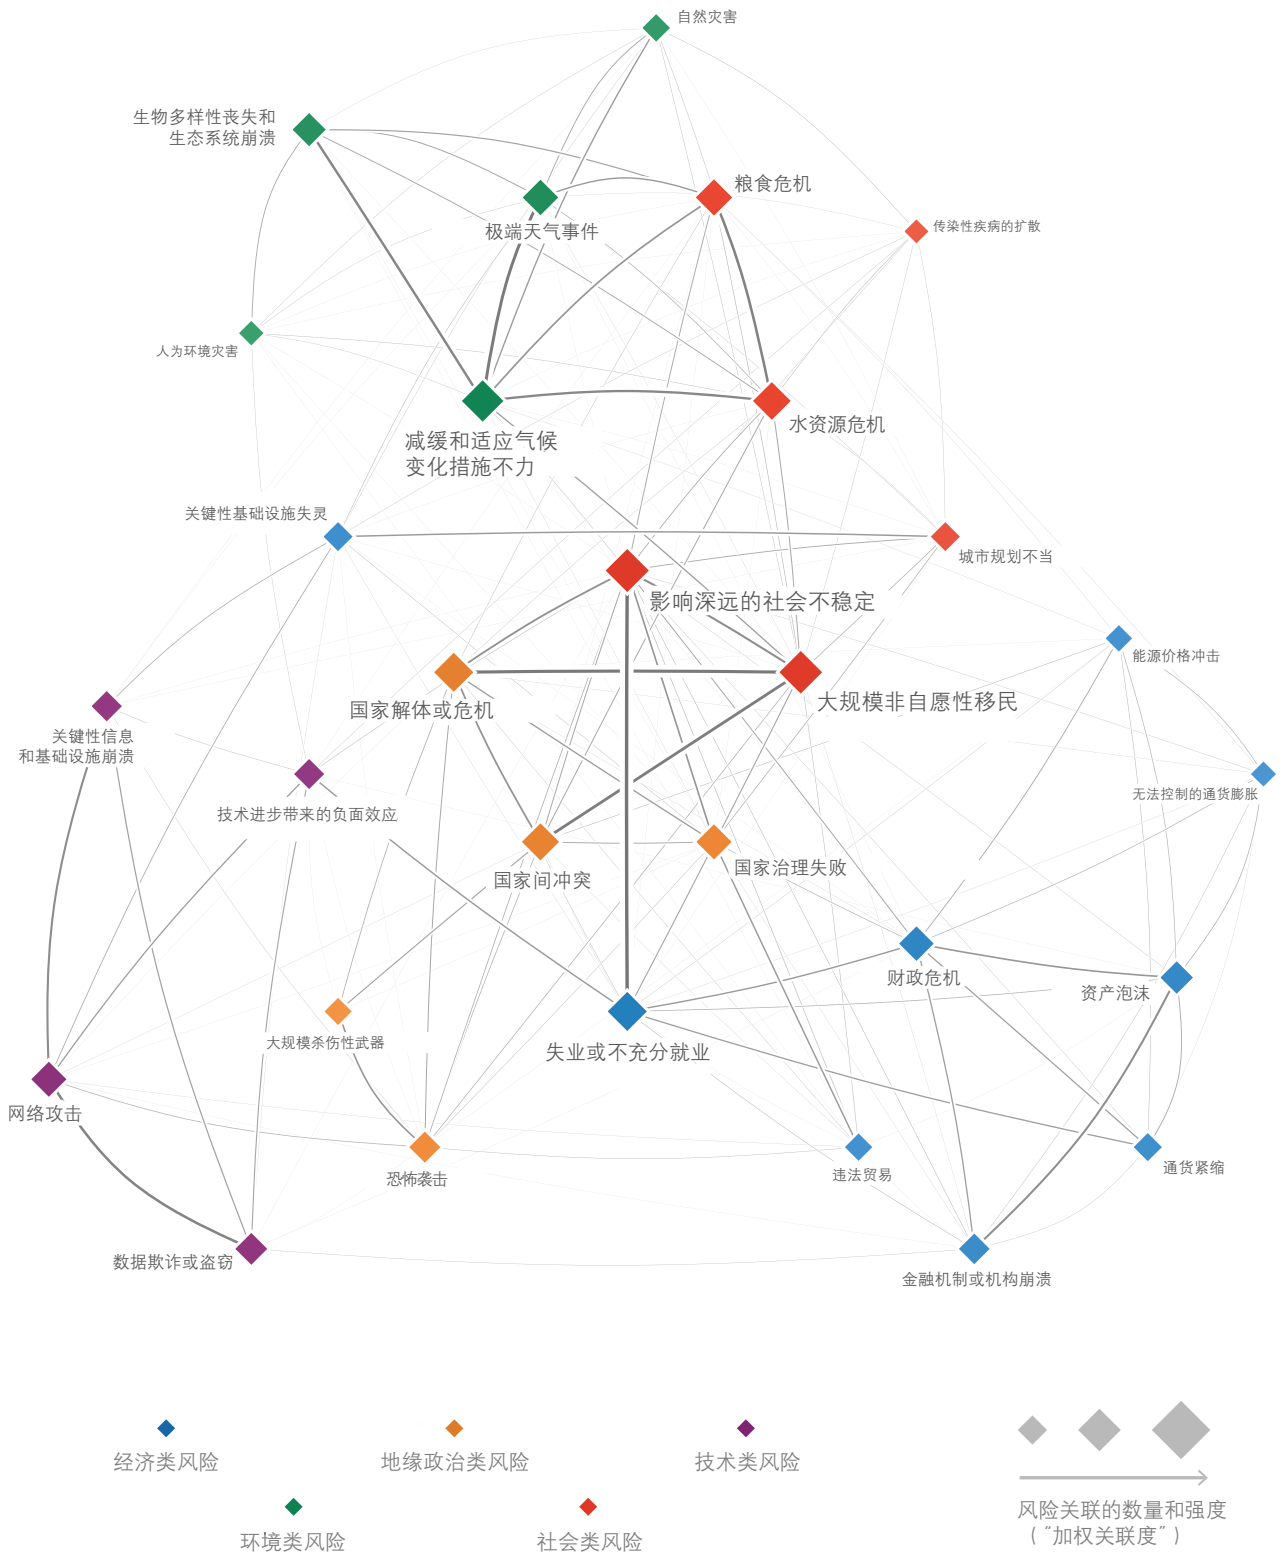 自然灾害
生物多样性丧失和
生态系统崩溃
粮食危机
极端天气事件
传染性疾病的扩散
人为环境灾害
水资源危机
减缓和适应气候
变化措施不力
关键性基础设施失灵
城市规划不当
影响深远的社会不稳定
能源价格冲击
国家解体或危机
大规模非自愿性移民
关键性信息
和基础设施崩溃
无法控制的通货膨胀
技术进步带来的负面效应
国家治理失败
国家间冲突
财政危机
资产泡沫
大规模杀伤性武器
失业或不充分就业
网络攻击
恐怖袭击
违法贸易
通货紧缩
数据欺诈或盗窃
金融机制或机构崩溃
经济类风险
地缘政治类风险
技术类风险
环境类风险
社会类风险
风险关联的数量和强度
(“加权关联度”)